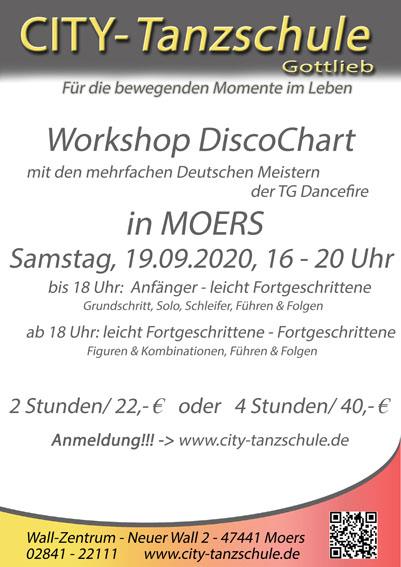 CITY-Tanzschule
Gottlieb
Für die bewegenden Momente im Leben
Workshop DiscoChart
mit den mehrfachen Deutschen Meistern
der TG Dancefire
in MOERS
Samstag, 19.09.2020, 16 - 20 Uhr
bis 18 Uhr: Anfänger - leicht Fortgeschrittene
Grundschritt, Solo, Schleifer, Führen & Folgen
ab 18 Uhr: leicht Fortgeschrittene - Fortgeschrittene
Figuren & Kombinationen, Führen & Folgen
2 Stunden/ 22,-€ oder 4 Stunden/ 40,-€
Anmeldung!!! -> www.city-tanzschule.de
Wall-Zentrum - Neuer Wall 2 - 47441 Moers
02841 - 22111 www.city-tanzschule.de